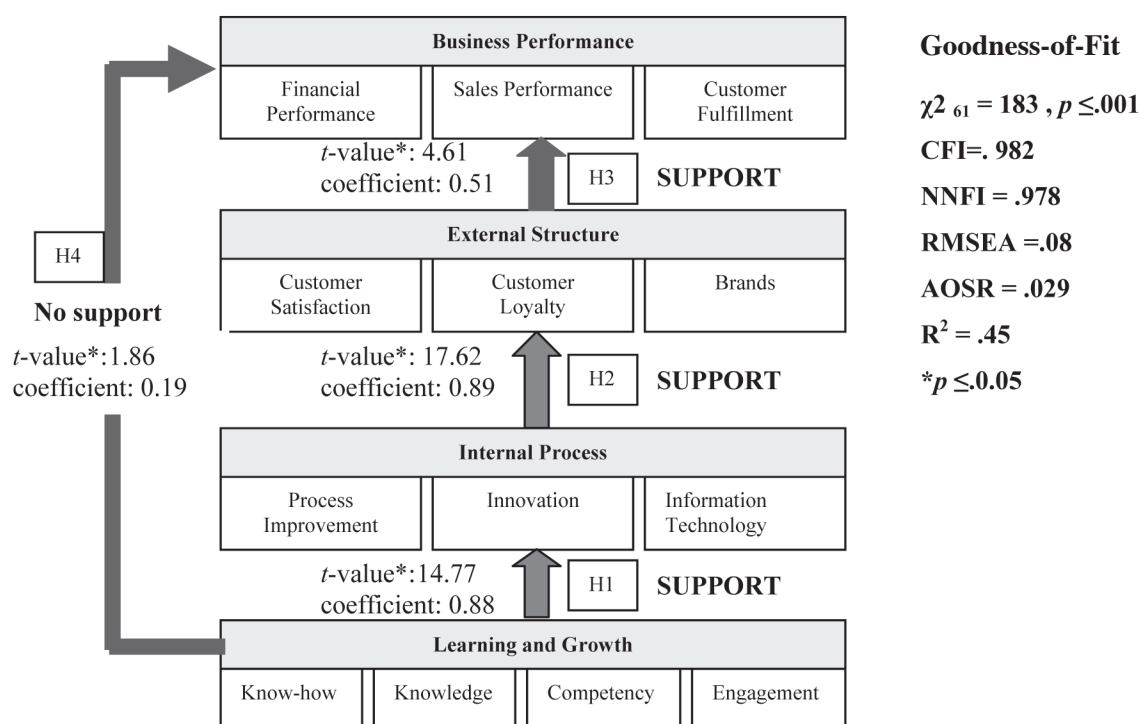 Business Performance
Financial
Performance
Sales Performance
Customer
Fulfillment
t-value*: 4.61
coefficient: 0.51
H3
SUPPORT
External Structure
Customer
Satisfaction
Customer
Loyalty
Brands
H4
No support
t-value*:1.86
coefficient: 0.19
t-value*: 17.62
coefficient: 0.89
H2
SUPPORT
Internal Process
Process
Improvement
Innovation
Information
Technology
t-value*:14.77
coefficient: 0.88
H1
SUPPORT
Learning and Growth
Know-how
Knowledge
Competency
Engagement
Goodness-of-Fit
χ2 61 = 183 , p ≤.001
CFI=. 982
NNFI = .978
RMSEA =.08
AOSR = .029
R² = .45
*p ≤.0.05